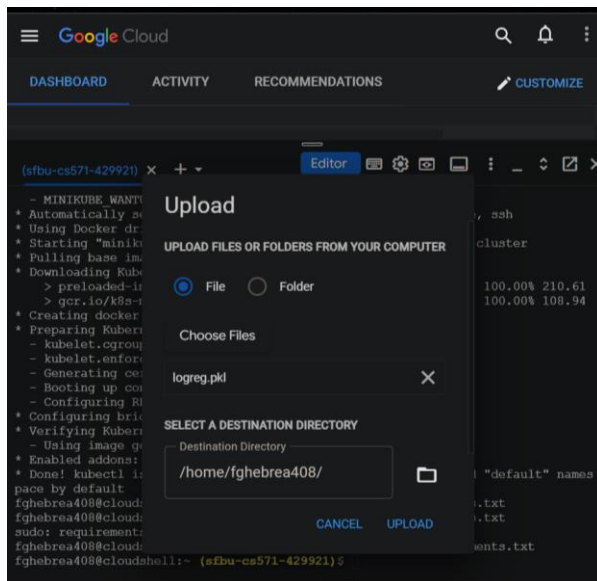 Google Cloud
DASHBOARD ACTIVITY RECOMMENDATIONS CUSTOMIZE
(sfbu-cs571-429921) Editor
- MINIKUBE_WANT
* Automatically s , ssh
* Using Docker dr
* Starting "minik cluster
* Pulling base im
* Downloading Kub
> preloaded-i 100.00% 210.61
> gcr.io/k8s- 100.00% 108.94
* Creating docker
* Preparing Kuber
- kubelet.cgrou
- kubelet.enfor
- Generating ce
- Booting up co
- Configuring R
* Configuring bri
* Verifying Kuber
- Using image g
* Enabled addons:
* Done! kubectl i "default" names
pace by default
fghebrea408@clouds .txt
fghebrea408@clouds .txt
sudo: requirement
fghebrea408@clouds ents.txt
fghebrea408@cloudshell:~ (sfbu-cs571-429921)$
Upload
UPLOAD FILES OR FOLDERS FROM YOUR COMPUTER
File Folder
Choose Files
logreg.pkl
SELECT A DESTINATION DIRECTORY
Destination Directory
/home/fghebrea408/
CANCEL UPLOAD